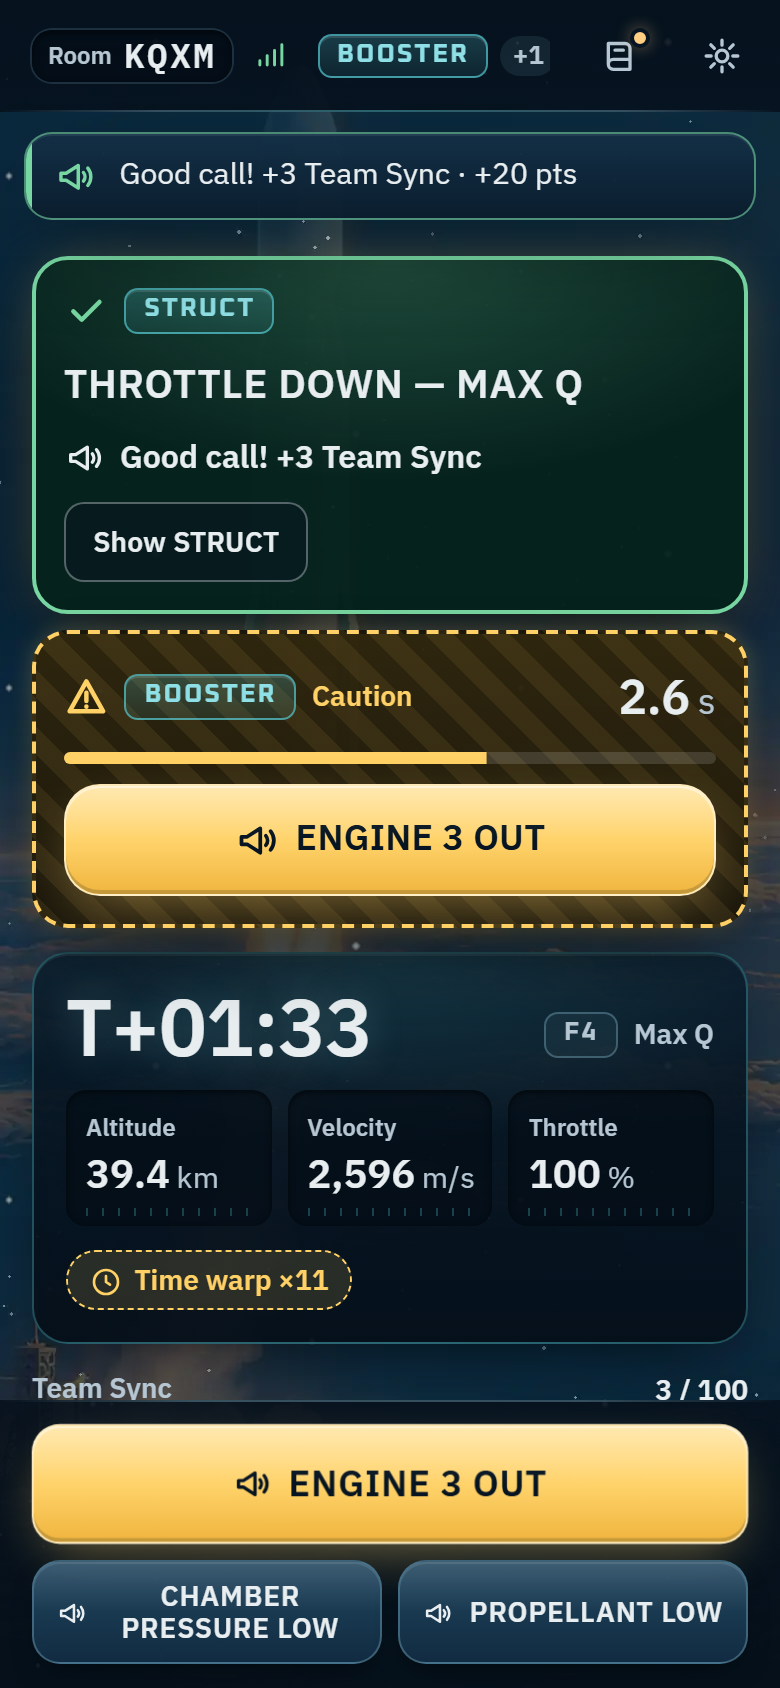 Room KQXM BOOSTER +1
Good call! +3 Team Sync · +20 pts
STRUCT
THROTTLE DOWN — MAX Q
Good call! +3 Team Sync
Show STRUCT
BOOSTER Caution 2.6 s
ENGINE 3 OUT
T+01:33 F4 Max Q
Altitude Velocity Throttle
39.4 km 2,596 m/s 100 %
Time warp ×11
Team Sync 3 / 100
ENGINE 3 OUT
CHAMBER
PRESSURE LOW
PROPELLANT LOW